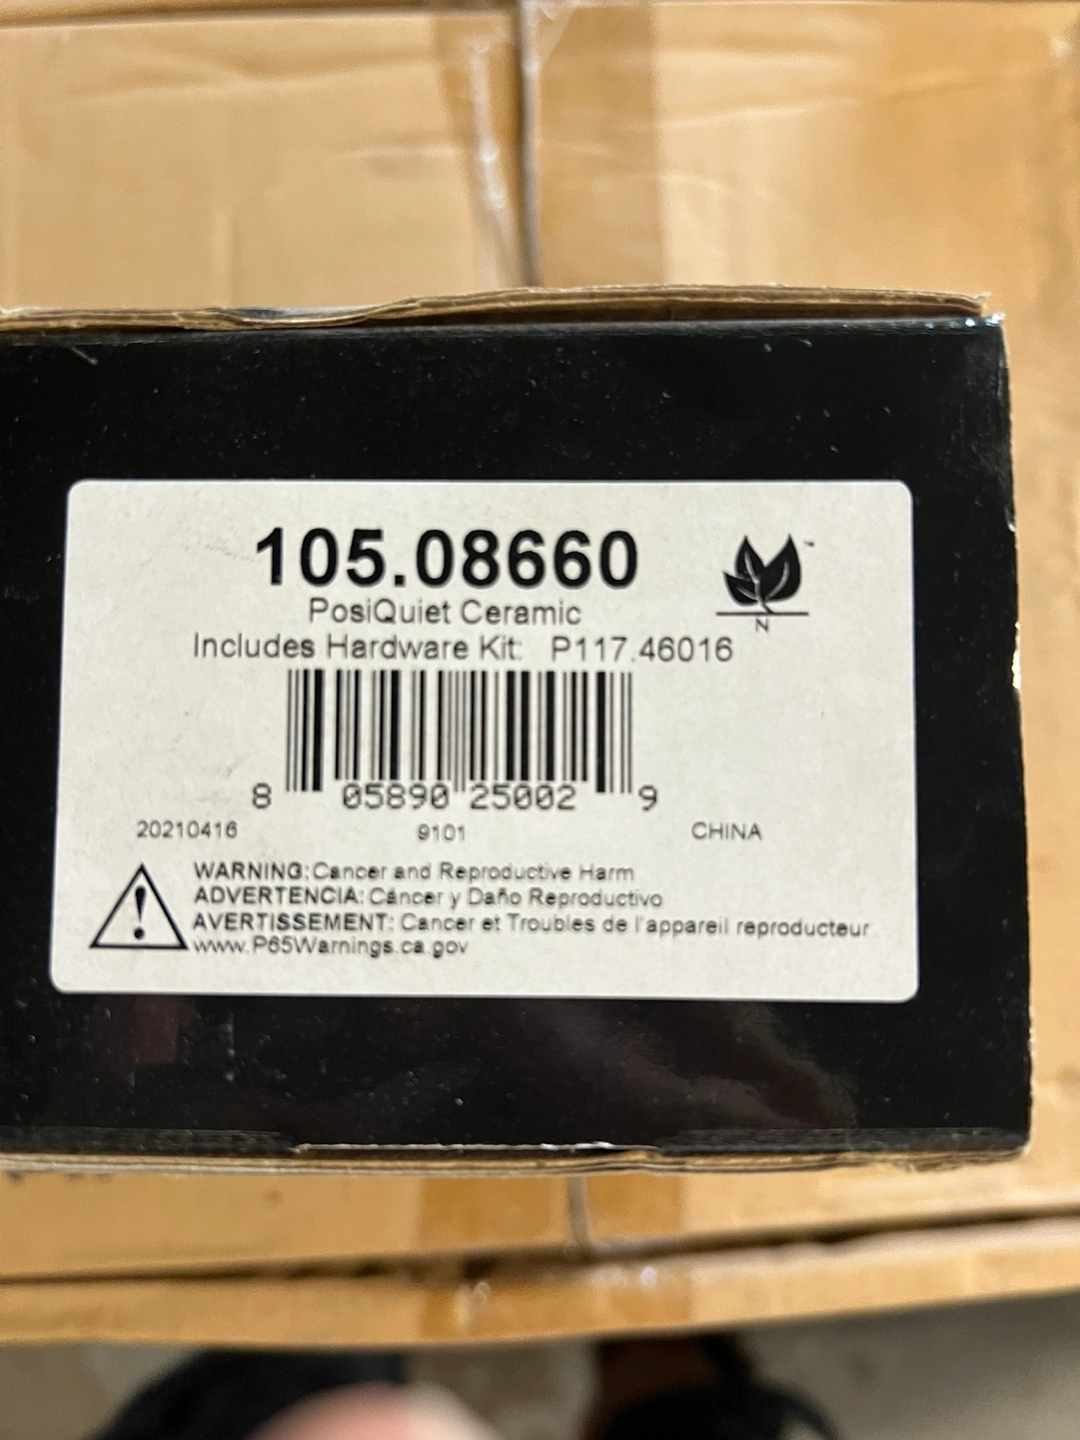 105.08660
™
PosiQuiet Ceramic
N
Includes Hardware Kit: P117.46016
8 05890 25002 9
20210416 9101 CHINA
WARNING: Cancer and Reproductive Harm
ADVERTENCIA: Cáncer y Daño Reproductivo
AVERTISSEMENT: Cancer et Troubles de l'appareil reproducteur
www.P65Warnings.ca.gov